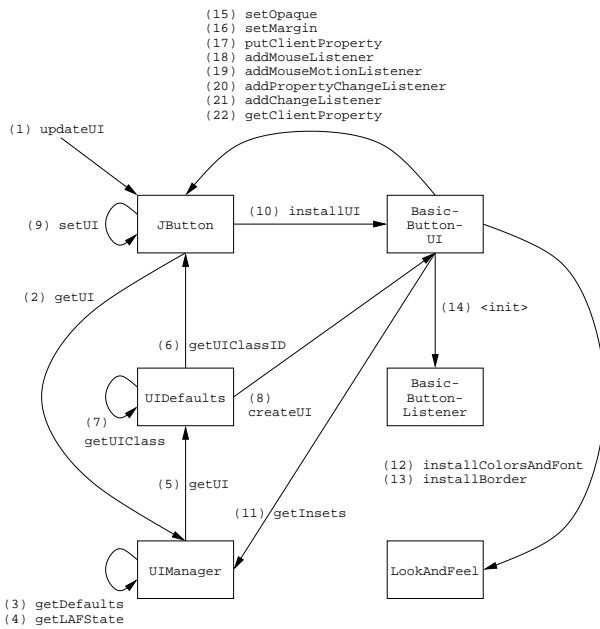 (15) setOpaque
(16) setMargin
(17) putClientProperty
(18) addMouseListener
(19) addMouseMotionListener
(20) addPropertyChangeListener
(21) addChangeListener
(22) getClientProperty
(1) updateUI
(9) setUI
JButton
(10) installUI
Basic-
Button-
UI
(2) getUI
(14) <init>
(6) getUIClassID
UIDefaults
(8)
createUI
Basic-
Button-
Listener
(7)
getUIClass
(12) installColorsAndFont
(13) installBorder
(5) getUI
(11) getInsets
UIManager
LookAndFeel
(3) getDefaults
(4) getLAFState